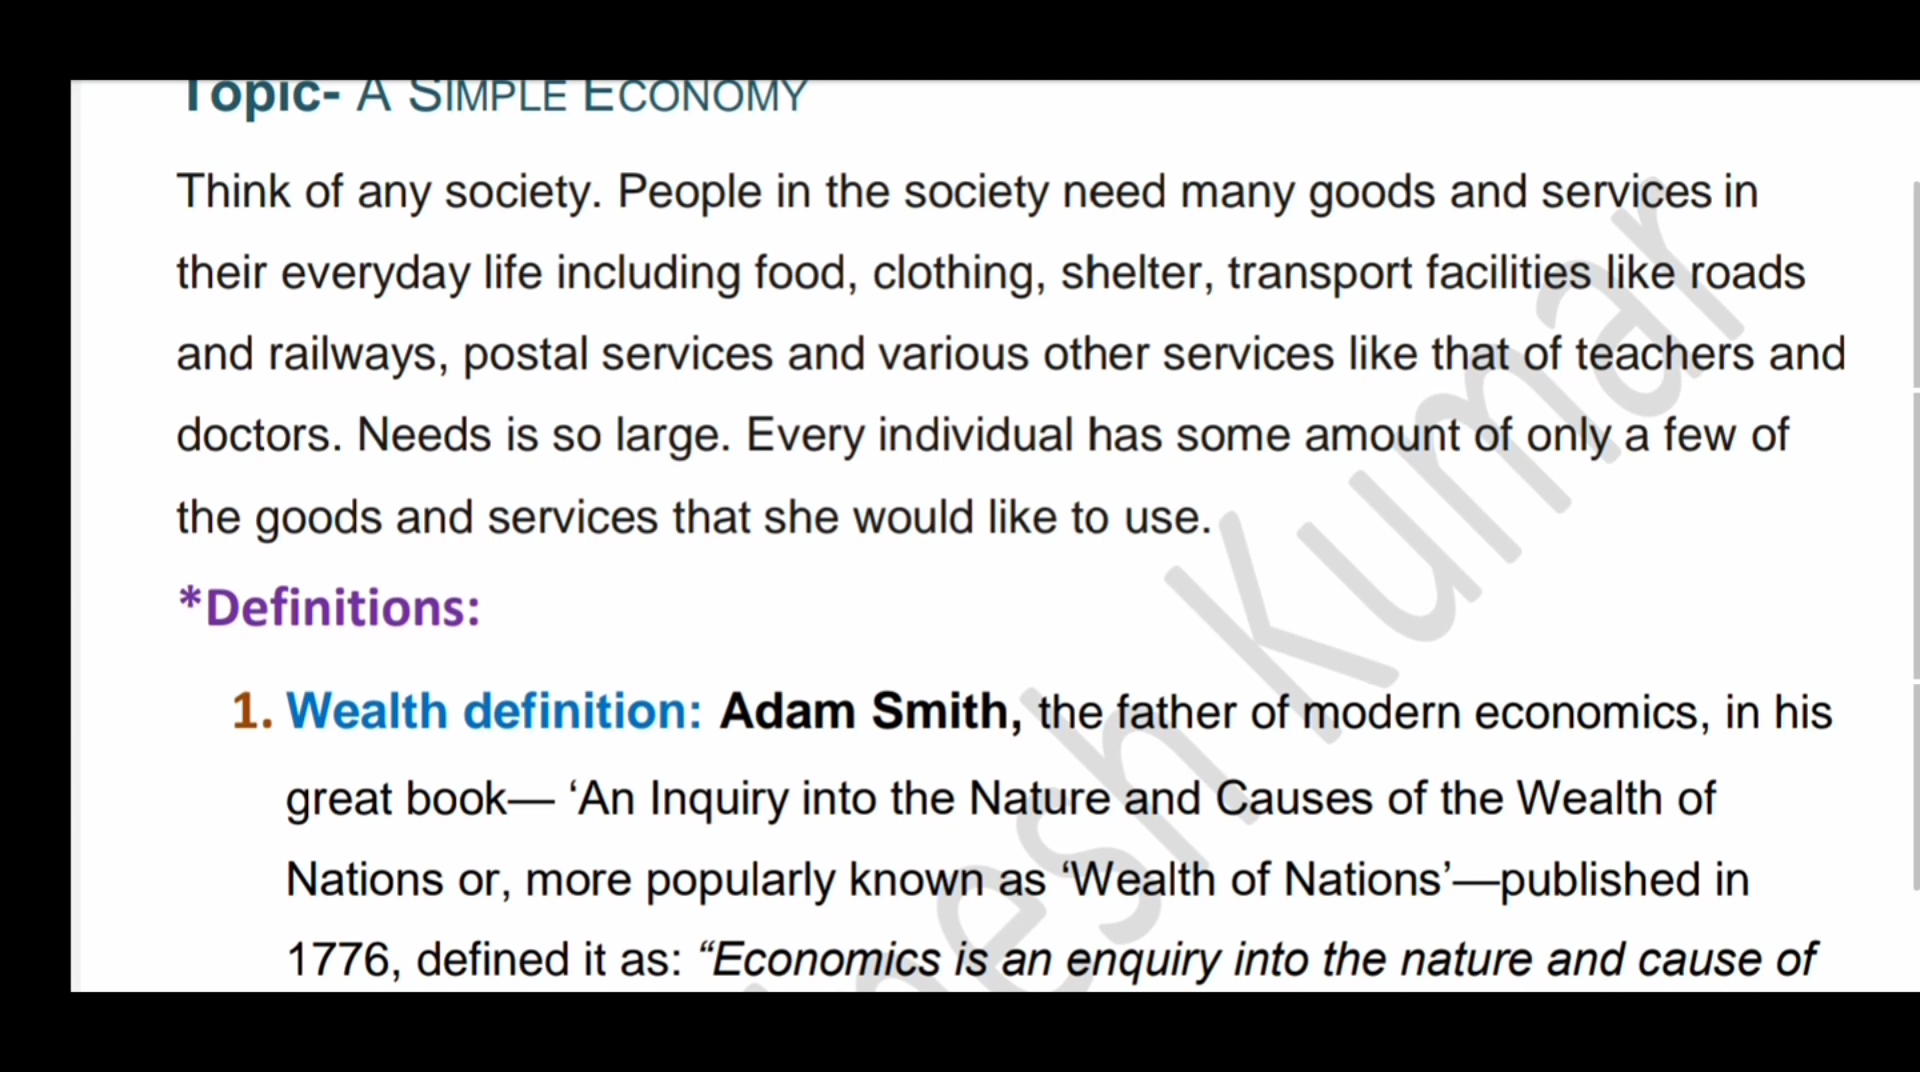 Topic- A SIMPLE ECONOMY
Think of any society. People in the society need many goods and services in
their everyday life including food, clothing, shelter, transport facilities like roads
and railways, postal services and various other services like that of teachers and
doctors. Needs is so large. Every individual has some amount of only a few of
the goods and services that she would like to use.
*Definitions:
1. Wealth definition: Adam Smith, the father of modern economics, in his
great book— ‘An Inquiry into the Nature and Causes of the Wealth of
Nations or, more popularly known as ‘Wealth of Nations’—published in
1776, defined it as: “Economics is an enquiry into the nature and cause of
Kumar